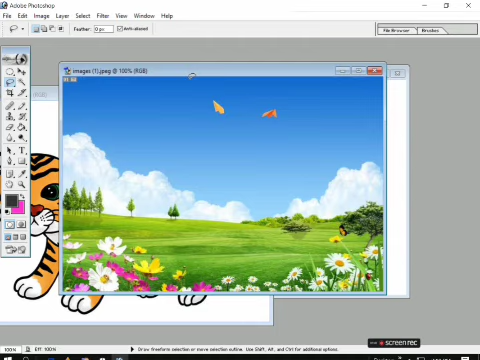 Adobe Photoshop
File Edit Image Layer Select Filter View Window Help
Feather: 0 px Anti-aliased
File Browser Brushes
images (1).jpeg @ 100% (RGB)
100% Eff: 100% Draw freeform selection or move selection outline. Use Shift, Alt, and Ctrl for additional options.
screenrec